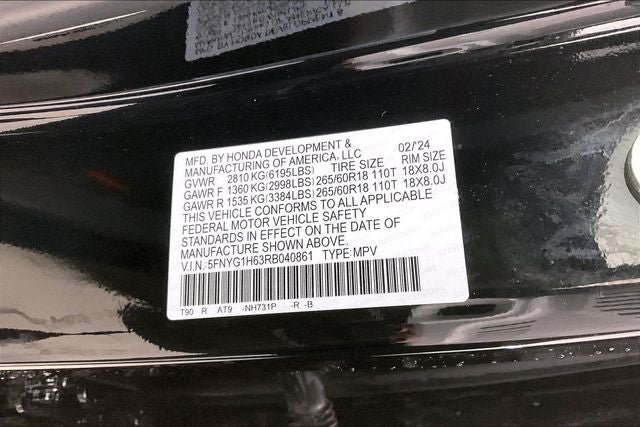 MFD. BY HONDA DEVELOPMENT &
MANUFACTURING OF AMERICA, LLC 02/'24
GVWR 2810 KG(6195LBS) TIRE SIZE RIM SIZE
GAWR F 1360 KG(2998LBS) 265/60R18 110T 18X8.0J
GAWR R 1535 KG(3384LBS) 265/60R18 110T 18X8.0J
THIS VEHICLE CONFORMS TO ALL APPLICABLE
FEDERAL MOTOR VEHICLE SAFETY
STANDARDS IN EFFECT ON THE DATE OF
MANUFACTURE SHOWN ABOVE.
V.I.N.: 5FNYG1H63RB040861 TYPE: MPV
T90 R AT9 -NH731P -R -B